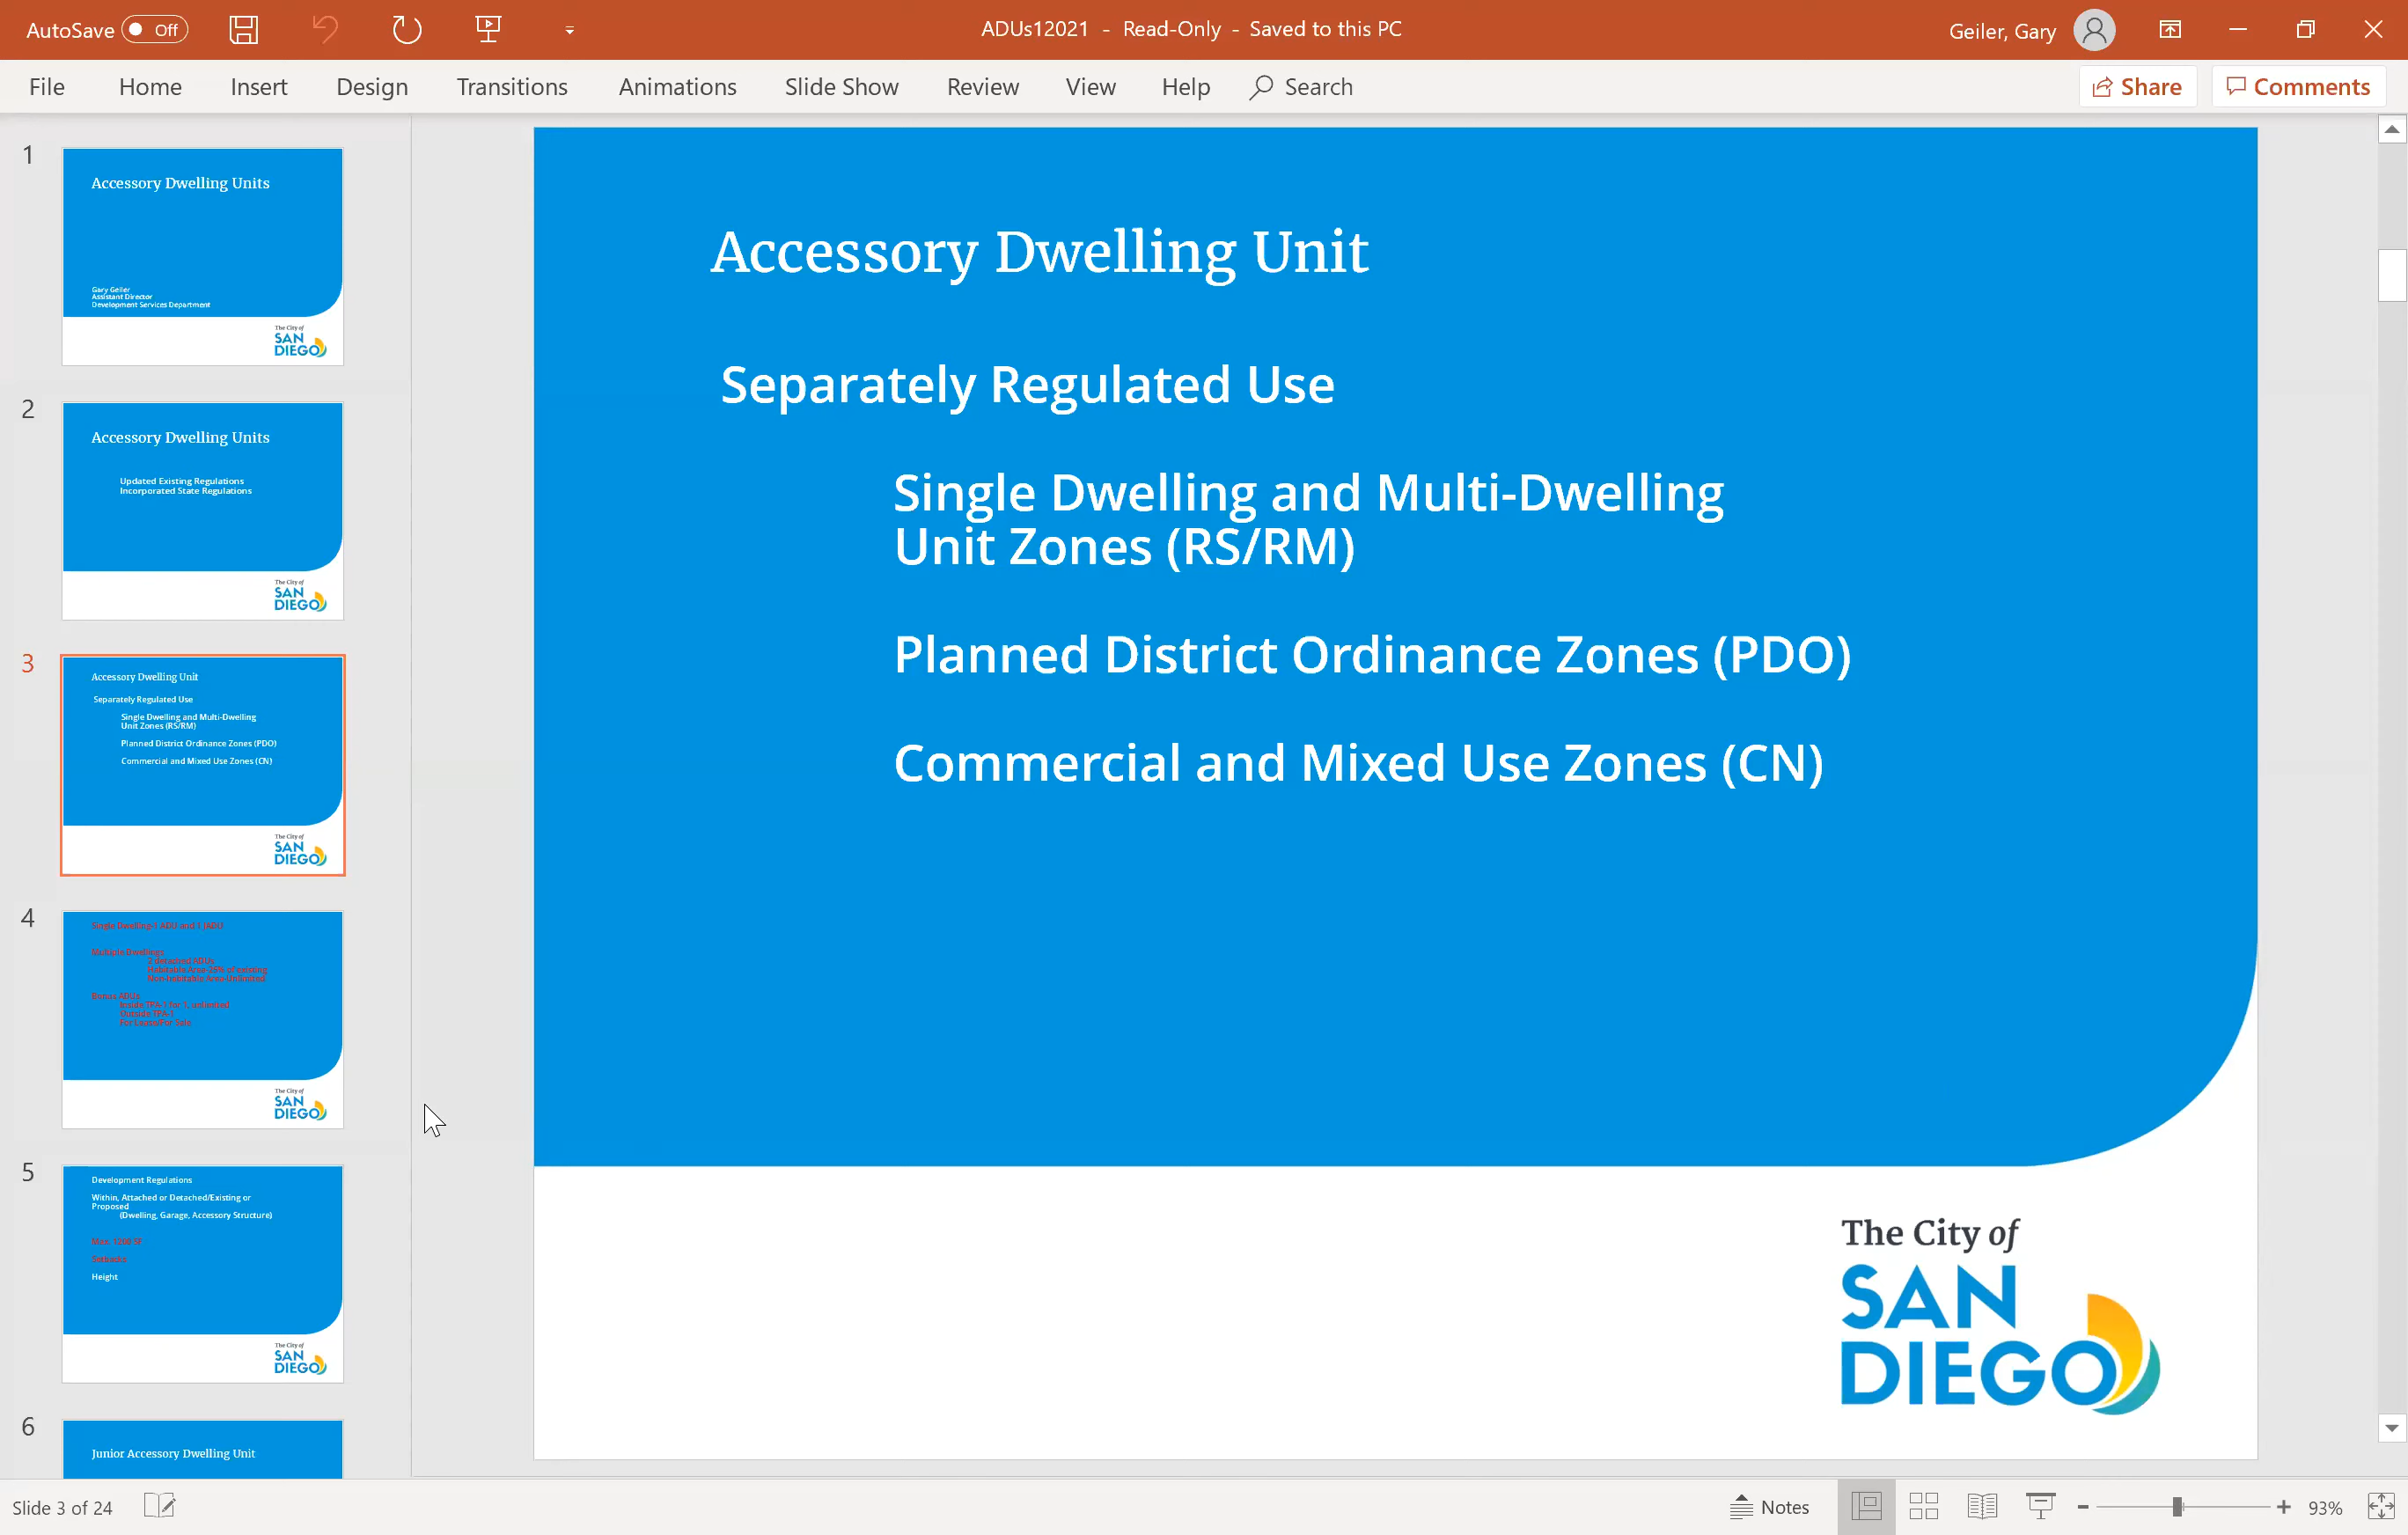 AutoSave Off
ADUs12021 - Read-Only - Saved to this PC
Geiler, Gary
File Home Insert Design Transitions Animations Slide Show Review View Help Search
Share Comments
1
Accessory Dwelling Units
Gary Geiler
Assistant Director
Development Services Department
The City of
SAN
DIEGO
2
Accessory Dwelling Units
Updated Existing Regulations
Incorporated State Regulations
The City of
SAN
DIEGO
3
Accessory Dwelling Unit
Separately Regulated Use
Single Dwelling and Multi-Dwelling
Unit Zones (RS/RM)
Planned District Ordinance Zones (PDO)
Commercial and Mixed Use Zones (CN)
The City of
SAN
DIEGO
4
Single Dwelling-1 ADU and 1 JADU
Multiple Dwellings
2 detached ADUs
Habitable Area-25% of existing
Non-habitable Area-Unlimited
Bonus ADUs
Inside TPA-1 for 1, unlimited
Outside TPA-1
For Lease/For Sale
The City of
SAN
DIEGO
5
Development Regulations
Within, Attached or Detached/Existing or
Proposed
(Dwelling, Garage, Accessory Structure)
Max. 1200 SF
Setbacks
Height
The City of
SAN
DIEGO
6
Junior Accessory Dwelling Unit
Accessory Dwelling Unit
Separately Regulated Use
Single Dwelling and Multi-Dwelling
Unit Zones (RS/RM)
Planned District Ordinance Zones (PDO)
Commercial and Mixed Use Zones (CN)
The City of
SAN
DIEGO
Slide 3 of 24
Notes
93%